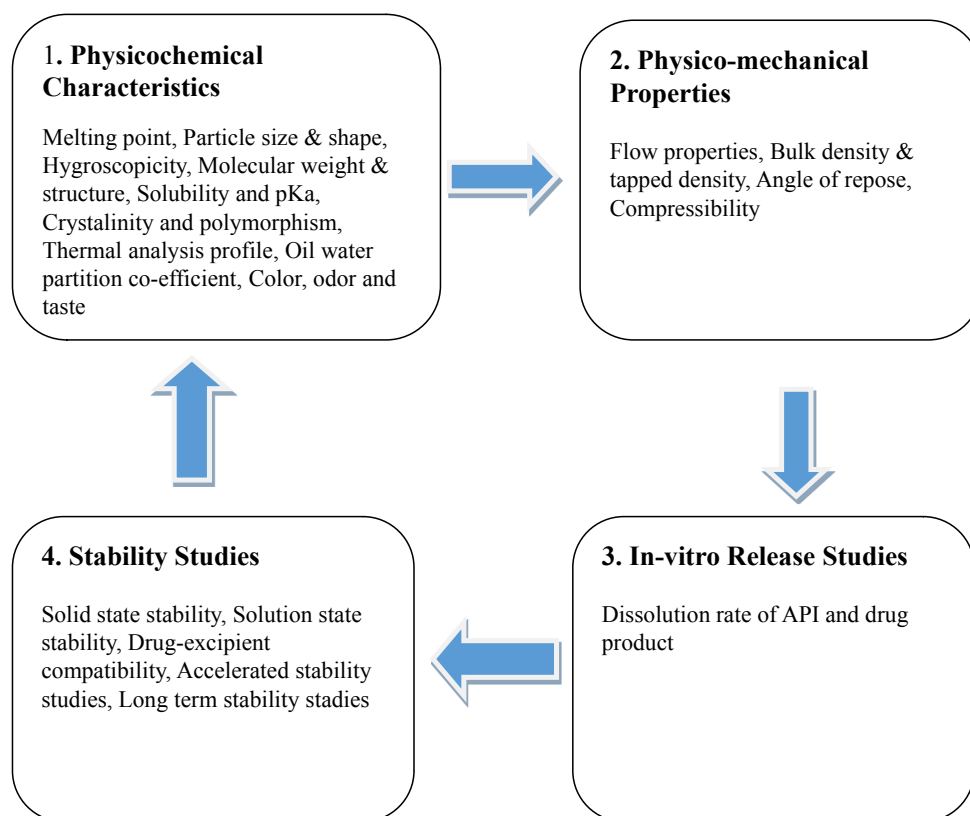 1. Physicochemical
Characteristics
Melting point, Particle size & shape,
Hygroscopicity, Molecular weight &
structure, Solubility and pKa,
Crystalinity and polymorphism,
Thermal analysis profile, Oil water
partition co-efficient, Color, odor and
taste
2. Physico-mechanical
Properties
Flow properties, Bulk density &
tapped density, Angle of repose,
Compressibility
3. In-vitro Release Studies
Dissolution rate of API and drug
product
4. Stability Studies
Solid state stability, Solution state
stability, Drug-excipient
compatibility, Accelerated stability
studies, Long term stability stadies